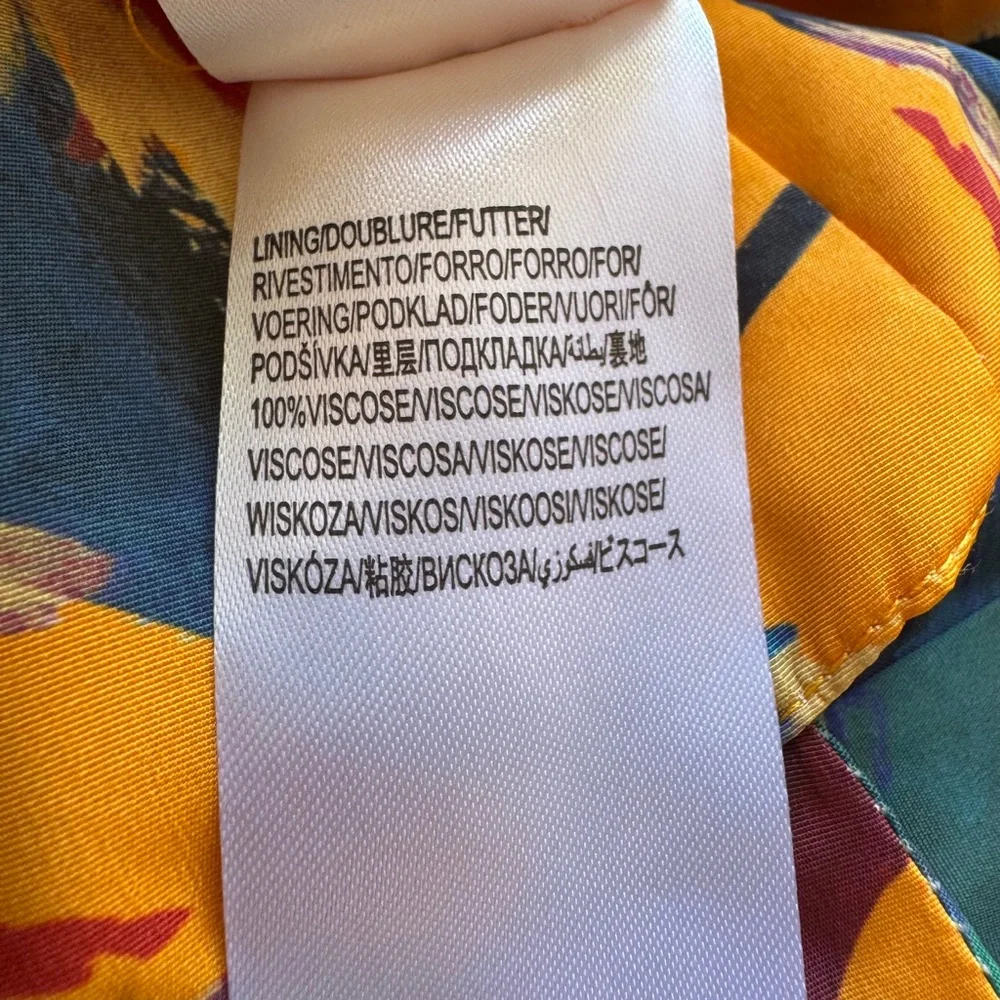 LINING/DOUBLURE/FUTTER/
RIVESTIMENTO/FORRO/FORRO/FOR/
VOERING/PODKLAD/FODER/VUORI/FÔR/
PODŠÍVKA/里层/ПОДКЛАДКА/بطانة/裏地
100%VISCOSE/VISCOSE/VISKOSE/VISCOSA/
VISCOSE/VISCOSA/VISKOSE/VISCOSE/
WISKOZA/VISKOS/VISKOOSI/VISKOSE/
VISKÓZA/粘胶/ВИСКОЗА/فسكوزي/ビスコース